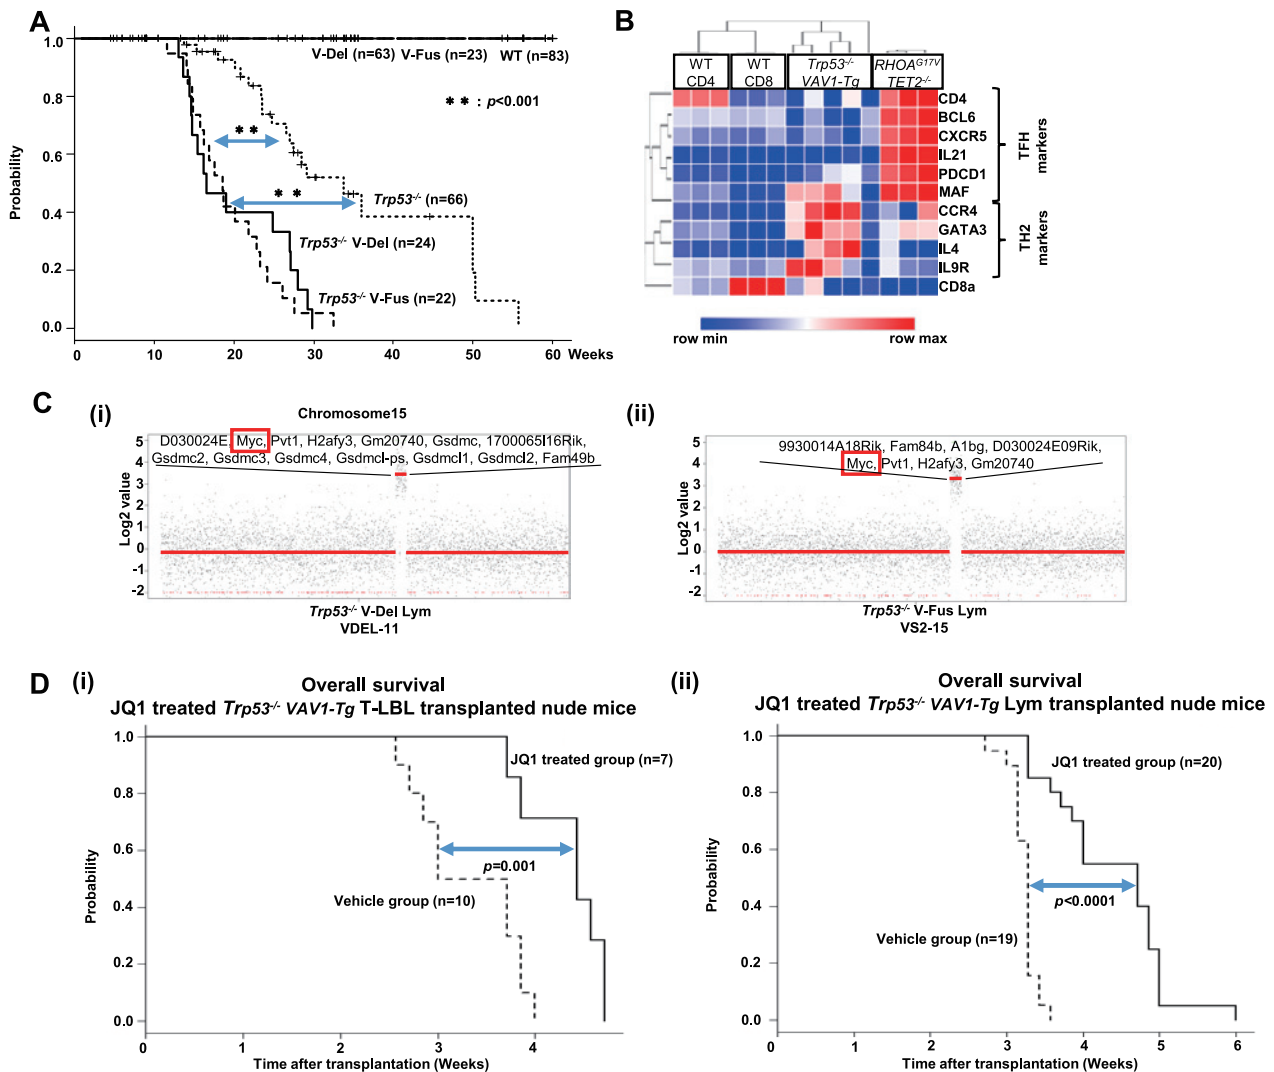 A
Probability
1.0
0.8
0.6
0.4
0.2
0.0
V-Del (n=63) V-Fus (n=23) WT (n=83)
** : p<0.001
**
**
Trp53-/- (n=66)
Trp53-/- V-Del (n=24)
Trp53-/- V-Fus (n=22)
0 10 20 30 40 50 60
Weeks
B
WT CD4
WT CD8
Trp53-/- VAV1-Tg
RHOAG17V TET2-/-
CD4
BCL6
CXCR5
IL21
PDCD1
MAF
CCR4
GATA3
IL4
IL9R
CD8a
TFH markers
TH2 markers
row min
row max
C
(i)
Chromosome15
D030024E, Myc, Pvt1, H2afy3, Gm20740, Gsdmc, 1700065I16Rik,
Gsdmc2, Gsdmc3, Gsdmc4, Gsdmcl-ps, Gsdmcl1, Gsdmcl2, Fam49b
Log2 value
5
4
3
2
1
0
-1
-2
Trp53-/- V-Del Lym
VDEL-11
(ii)
9930014A18Rik, Fam84b, A1bg, D030024E09Rik,
Myc, Pvt1, H2afy3, Gm20740
Log2 value
5
4
3
2
1
0
-1
-2
Trp53-/- V-Fus Lym
VS2-15
D
(i)
Overall survival
JQ1 treated Trp53-/- VAV1-Tg T-LBL transplanted nude mice
Probability
1.0
0.8
0.6
0.4
0.2
0.0
JQ1 treated group (n=7)
p=0.001
Vehicle group (n=10)
0 1 2 3 4
Time after transplantation (Weeks)
(ii)
Overall survival
JQ1 treated Trp53-/- VAV1-Tg Lym transplanted nude mice
Probability
1.0
0.8
0.6
0.4
0.2
0.0
JQ1 treated group (n=20)
p<0.0001
Vehicle group (n=19)
0 1 2 3 4 5 6
Time after transplantation (Weeks)